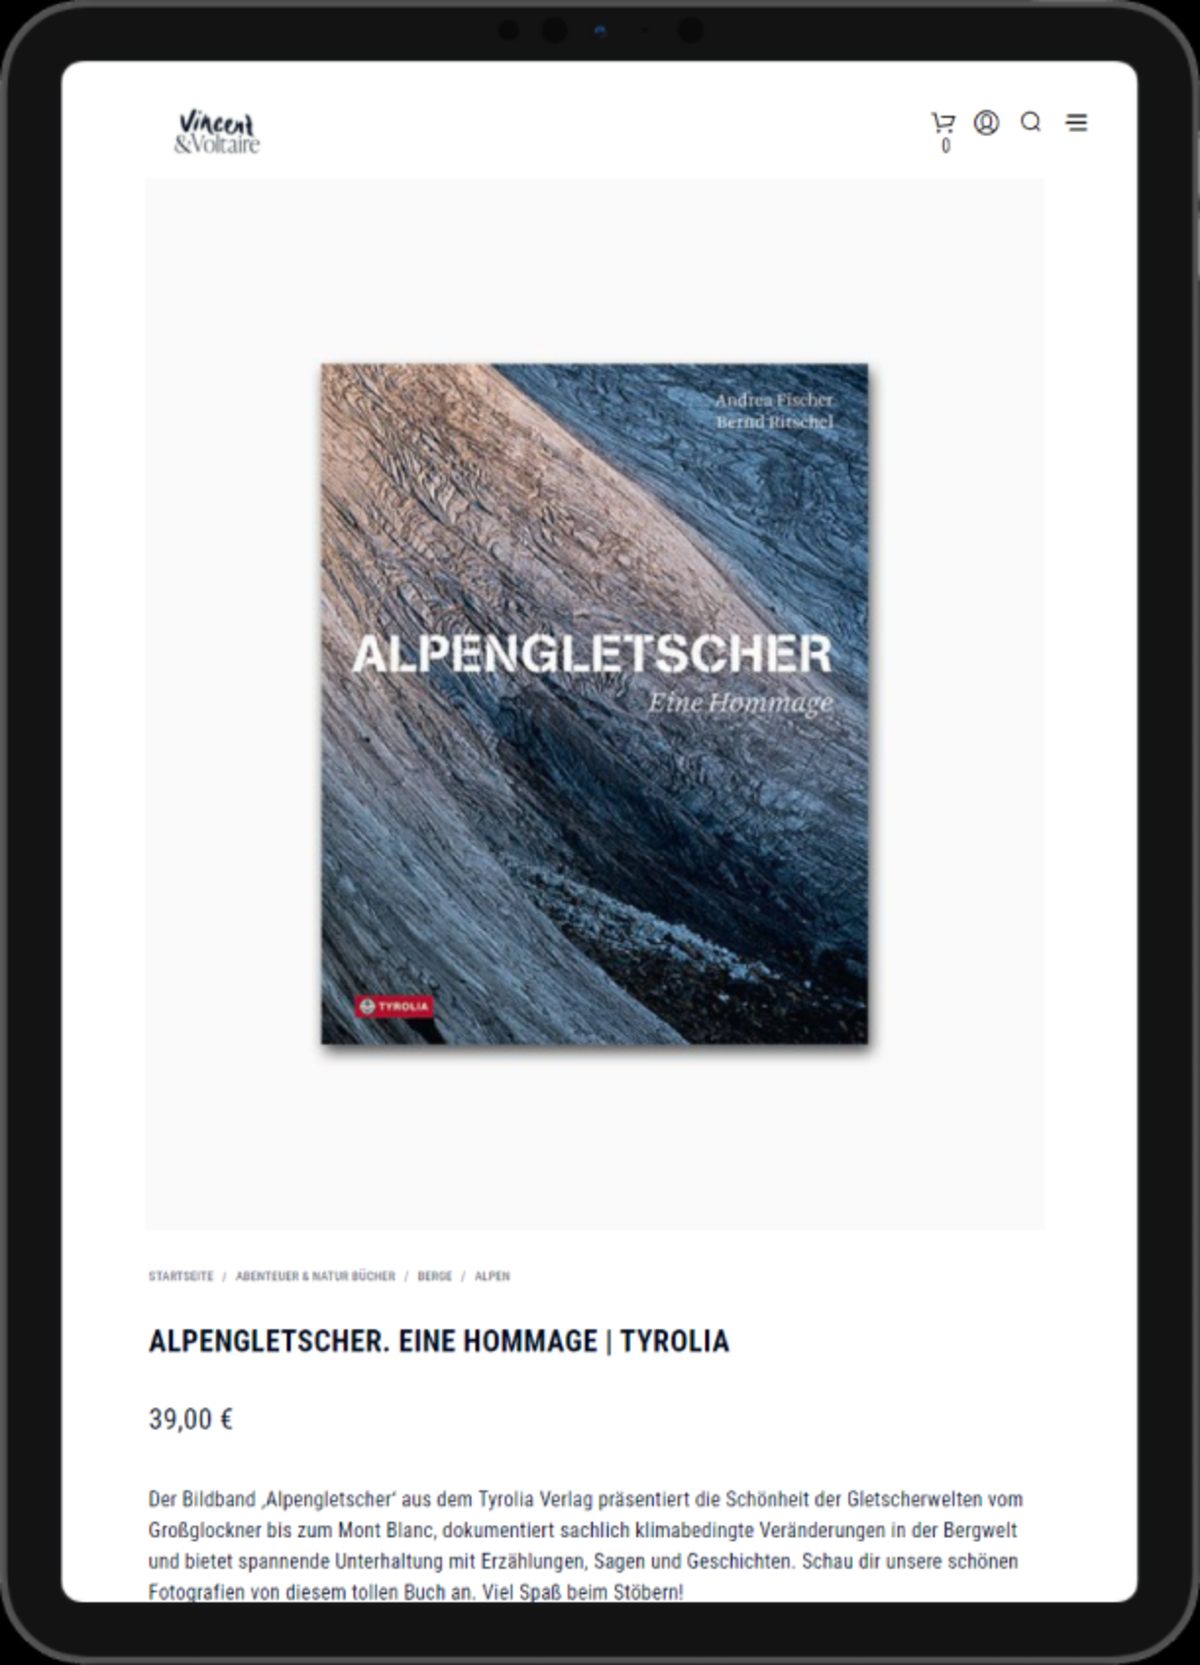 Vincent
&Voltaire
0
Andrea Fischer
Bernd Ritschel
ALPENGLETSCHER
Eine Hommage
TYROLIA
STARTSEITE / ABENTEUER & NATUR BÜCHER / BERGE / ALPEN
ALPENGLETSCHER. EINE HOMMAGE | TYROLIA
39,00 €
Der Bildband ‚Alpengletscher‘ aus dem Tyrolia Verlag präsentiert die Schönheit der Gletscherwelten vom
Großglockner bis zum Mont Blanc, dokumentiert sachlich klimabedingte Veränderungen in der Bergwelt
und bietet spannende Unterhaltung mit Erzählungen, Sagen und Geschichten. Schau dir unsere schönen
Fotografien von diesem tollen Buch an. Viel Spaß beim Stöbern!